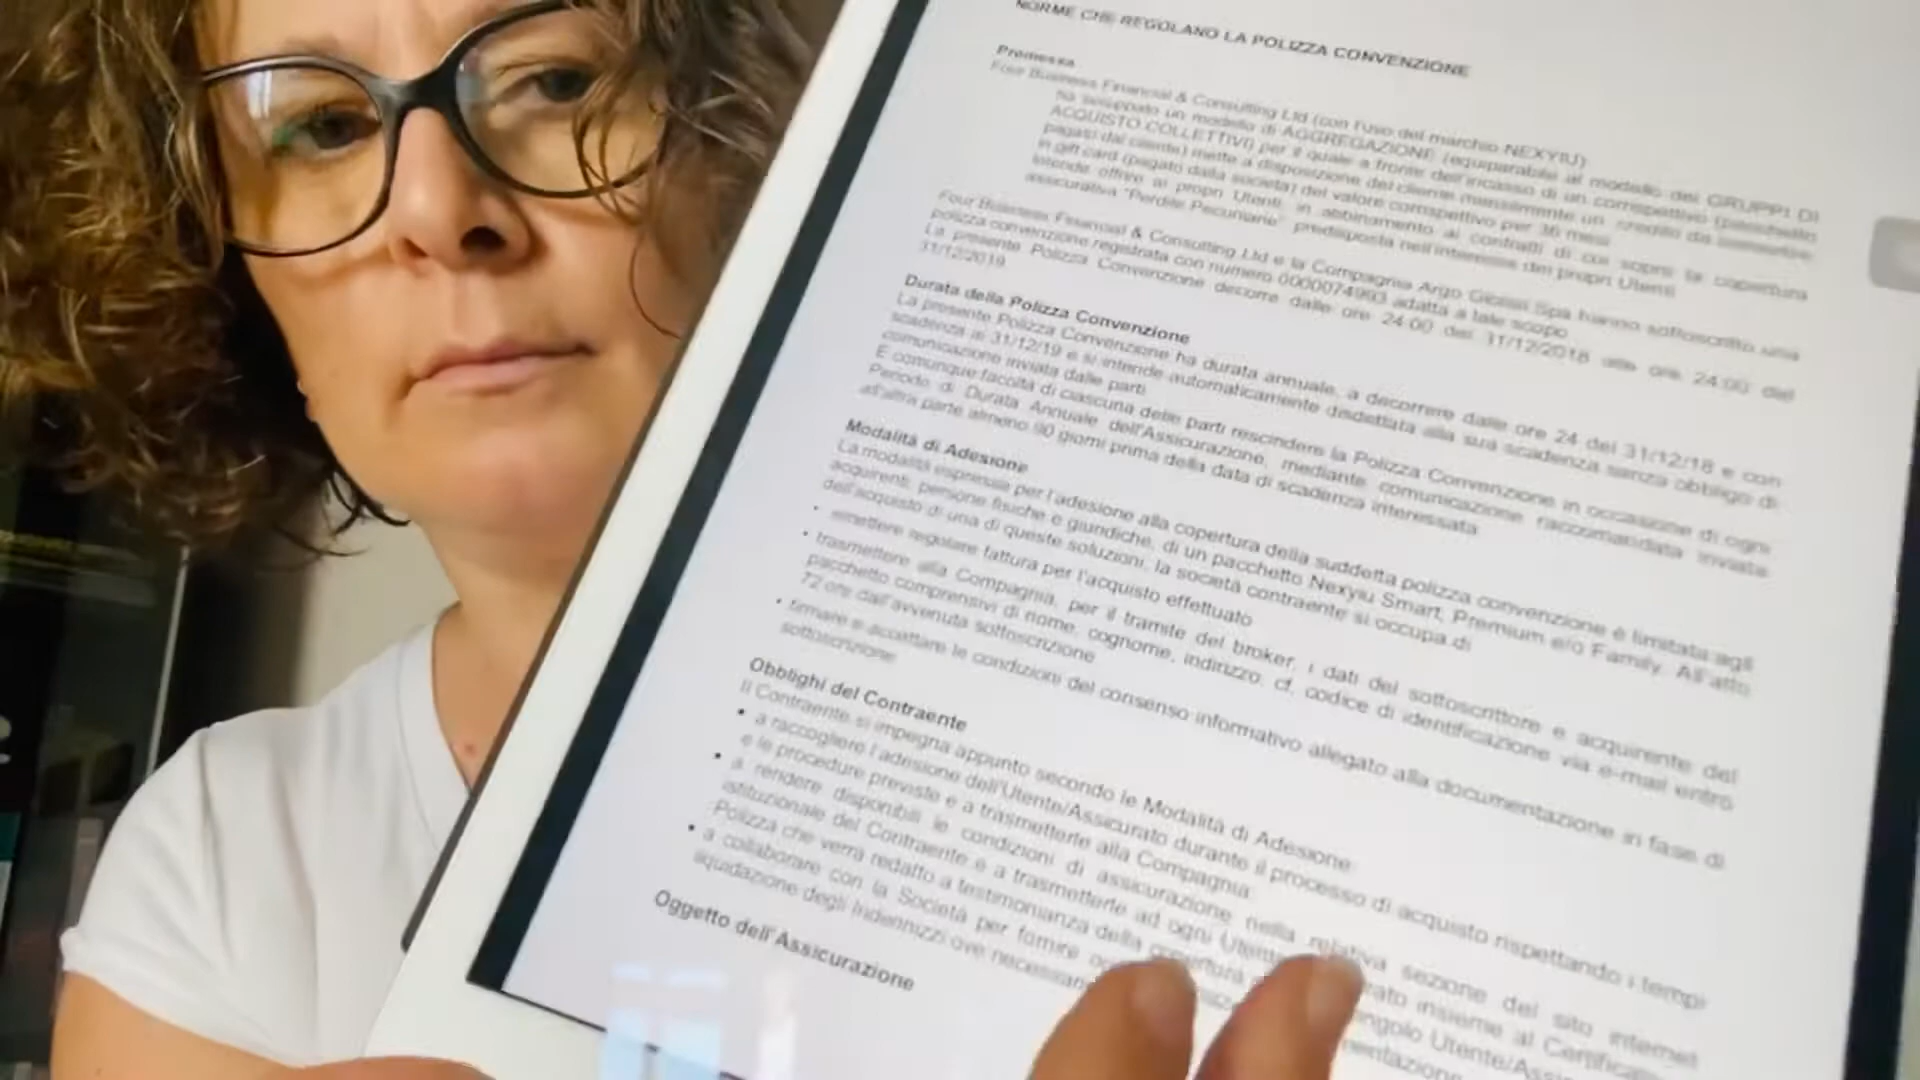 NORME CHE REGOLANO LA POLIZZA CONVENZIONE
Premessa
Four Business Financial & Consulting Ltd (con l'uso del marchio NEXYIU)
ha sviluppato un modello di AGGREGAZIONE (equiparabile al modello dei GRUPPI DI
ACQUISTO COLLETTIVI) per il quale a fronte dell'incasso di un corrispettivo (pacchetto
pagato dal cliente) mette a disposizione del cliente mensilmente un credito da
in gift card (pagato dalla società) del valore corrispettivo per 36 mesi
Intende offrire ai propri Utenti, in abbinamento ai contratti di cui sopra la copertura
assicurativa "Perdite Pecuniarie" predisposta nell'interesse dei propri Utenti
Four Business Financial & Consulting Ltd e la Compagnia Argo Global Spa hanno sottoscritto una
polizza convenzione registrata con numero 0000074993 adatta a tale scopo
La presente Polizza Convenzione decorre dalle ore 24:00 del 31/12/2018 alle ore 24:00 del
31/12/2019
Durata della Polizza Convenzione
La presente Polizza Convenzione ha durata annuale, a decorrere dalle ore 24 del 31/12/18 e con
scadenza al 31/12/19 e si intende automaticamente disdettata alla sua scadenza senza obbligo di
comunicazione inviata dalle parti
E comunque facoltà di ciascuna delle parti rescindere la Polizza Convenzione in occasione di ogni
Periodo di Durata Annuale dell'Assicurazione, mediante comunicazione raccomandata inviata
all'altra parte almeno 90 giorni prima della data di scadenza interessata
Modalità di Adesione
La modalità espressa per l'adesione alla copertura della suddetta polizza convenzione è limitata agli
acquirenti, persone fisiche e giuridiche, di un pacchetto Nexyiu Smart, Premium e/o Family. All'atto
dell'acquisto di una di queste soluzioni, la società contraente si occupa di
• emettere regolare fattura per l'acquisto effettuato
• trasmettere alla Compagnia, per il tramite del broker, i dati del sottoscrittore e acquirente del
pacchetto comprensivi di nome, cognome, indirizzo, cf, codice di identificazione via e-mail entro
72 ore dall'avvenuta sottoscrizione
• firmare e accettare le condizioni del consenso informativo allegato alla documentazione in fase di
sottoscrizione
Obblighi del Contraente
Il Contraente si impegna appunto secondo le Modalità di Adesione
• a raccogliere l'adesione dell'Utente/Assicurato durante il processo di acquisto rispettando i tempi
e le procedure previste e a trasmetterle alla Compagnia;
• a rendere disponibili le condizioni di assicurazione nella relativa sezione del sito internet
istituzionale del Contraente e a trasmetterle ad ogni insieme al
Polizza che verrà redatto a testimonianza della copertura singolo
• a collaborare con la Società per fornire
liquidazione degli Indennizzi ove
Oggetto dell'Assicurazione